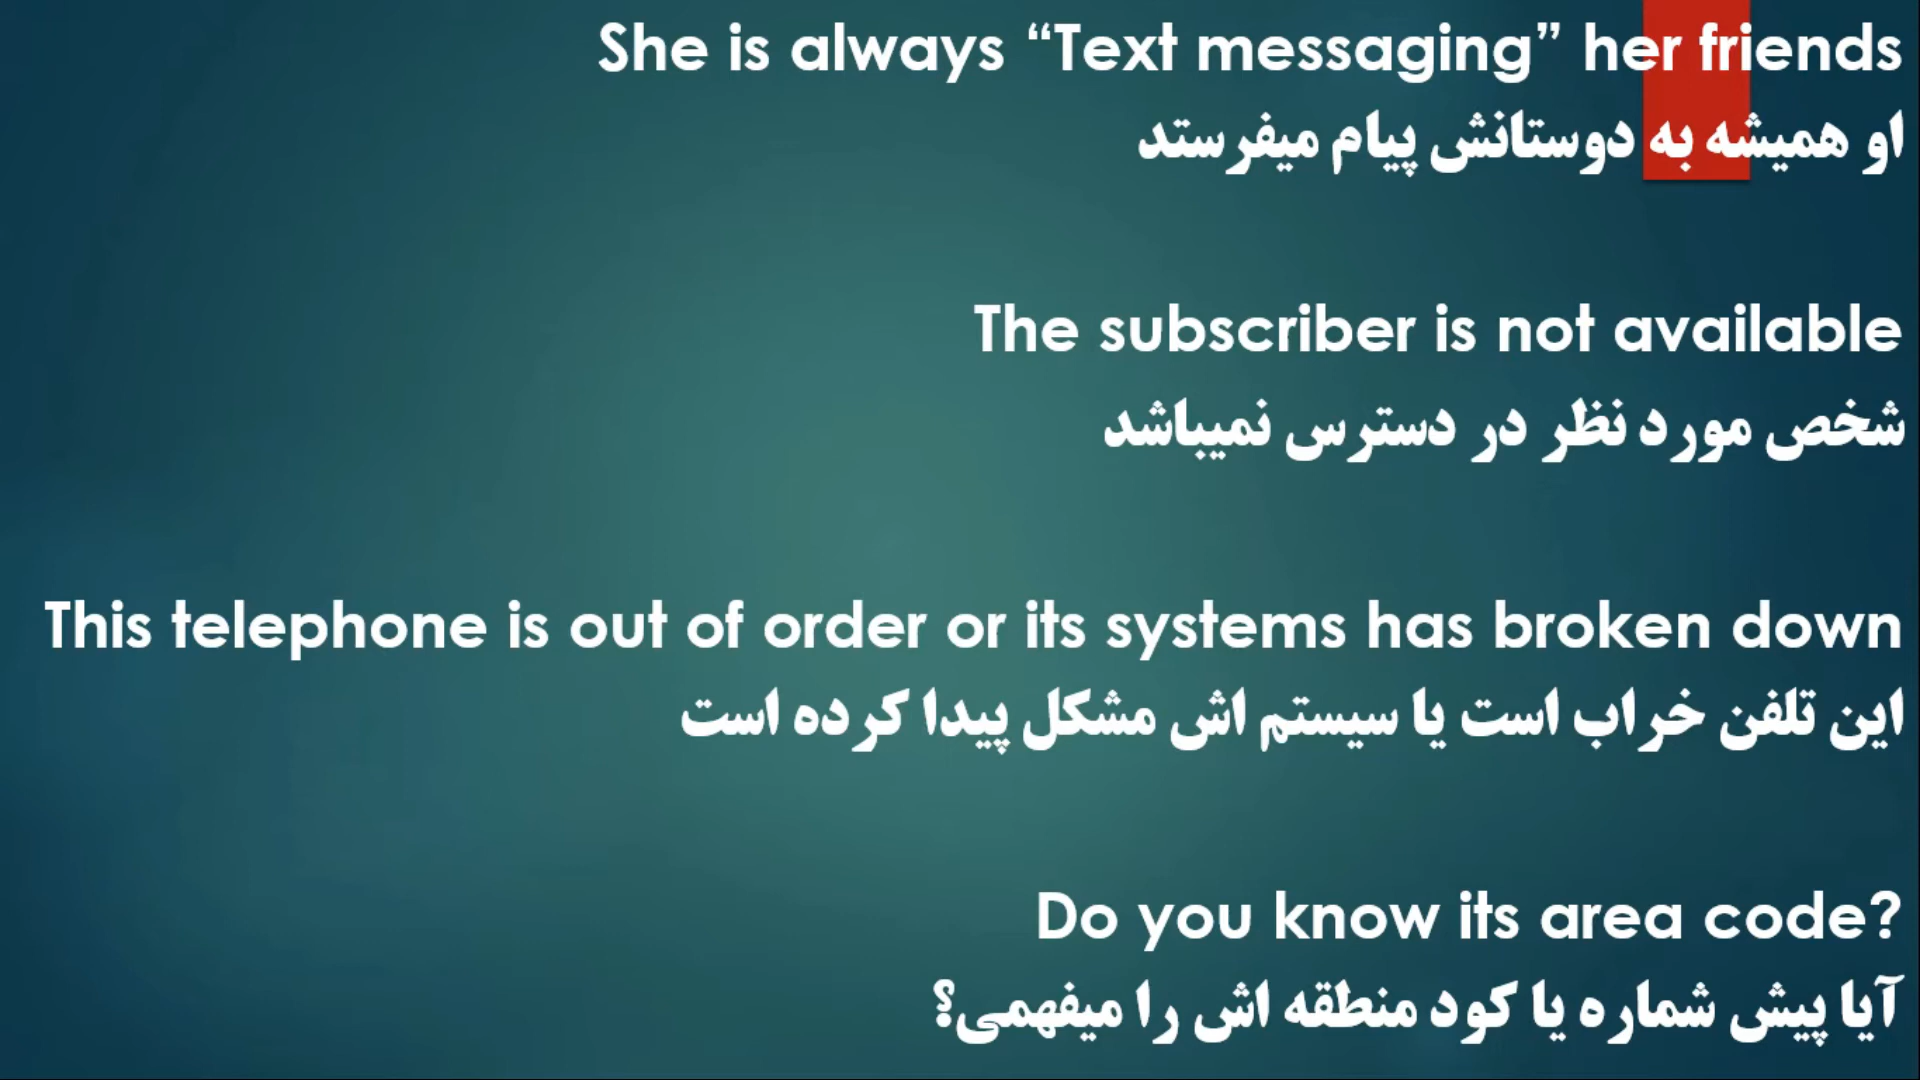 She is always “Text messaging” her friends
او همیشه به دوستانش پیام میفرستد
The subscriber is not available
شخص مورد نظر در دسترس نمیباشد
This telephone is out of order or its systems has broken down
این تلفن خراب است یا سیستم اش مشکل پیدا کرده است
Do you know its area code?
آیا پیش شماره یا کود منطقه اش را میفهمی؟